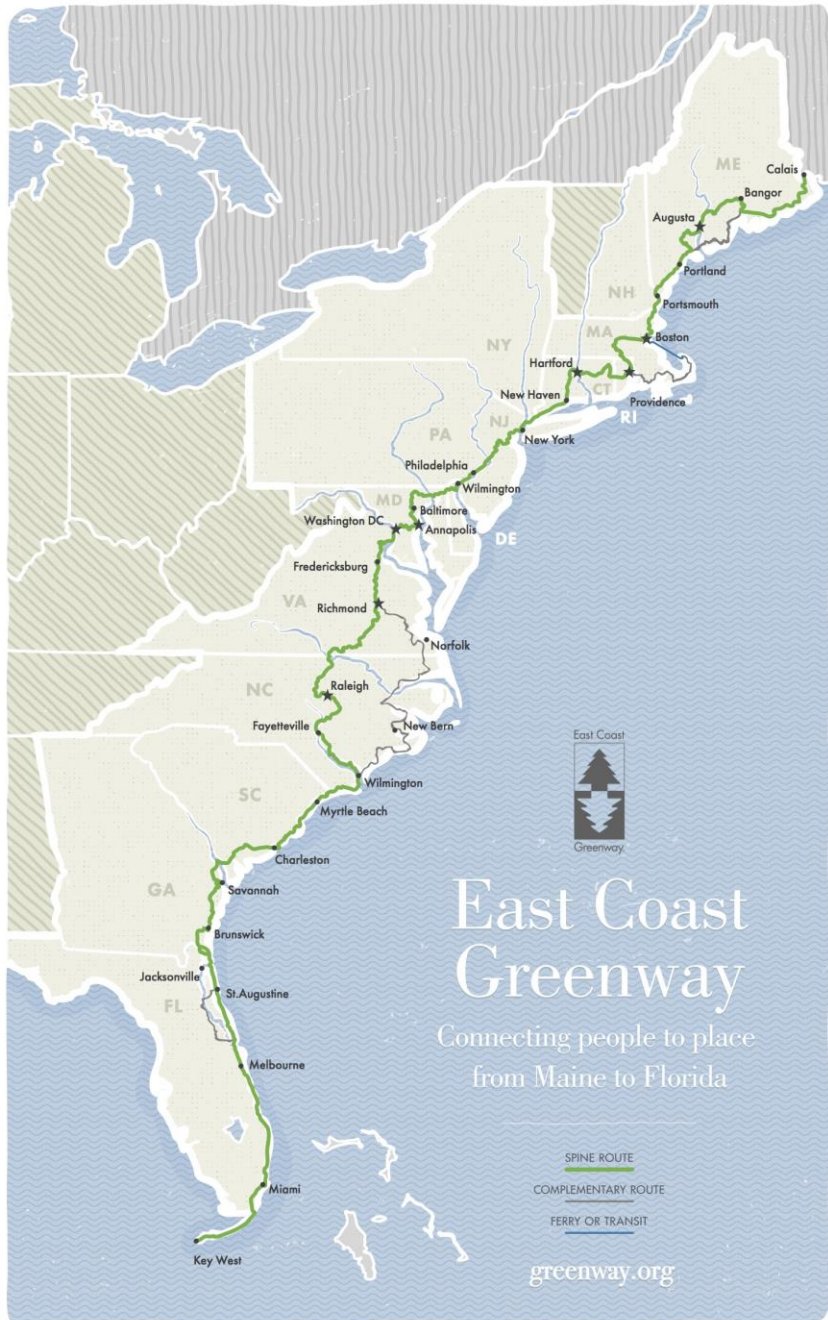 ME
Calais
Bangor
Augusta
Portland
NH
Portsmouth
MA
Boston
NY
Hartford
CT
New Haven
Providence
RI
NJ
New York
PA
Philadelphia
Wilmington
MD
Baltimore
Washington DC
Annapolis
DE
Fredericksburg
VA
Richmond
Norfolk
NC
Raleigh
Fayetteville
New Bern
Wilmington
SC
Myrtle Beach
Charleston
GA
Savannah
Brunswick
Jacksonville
St.Augustine
FL
Melbourne
Miami
Key West
East Coast
Greenway
East Coast
Greenway
Connecting people to place
from Maine to Florida
SPINE ROUTE
COMPLEMENTARY ROUTE
FERRY OR TRANSIT
greenway.org